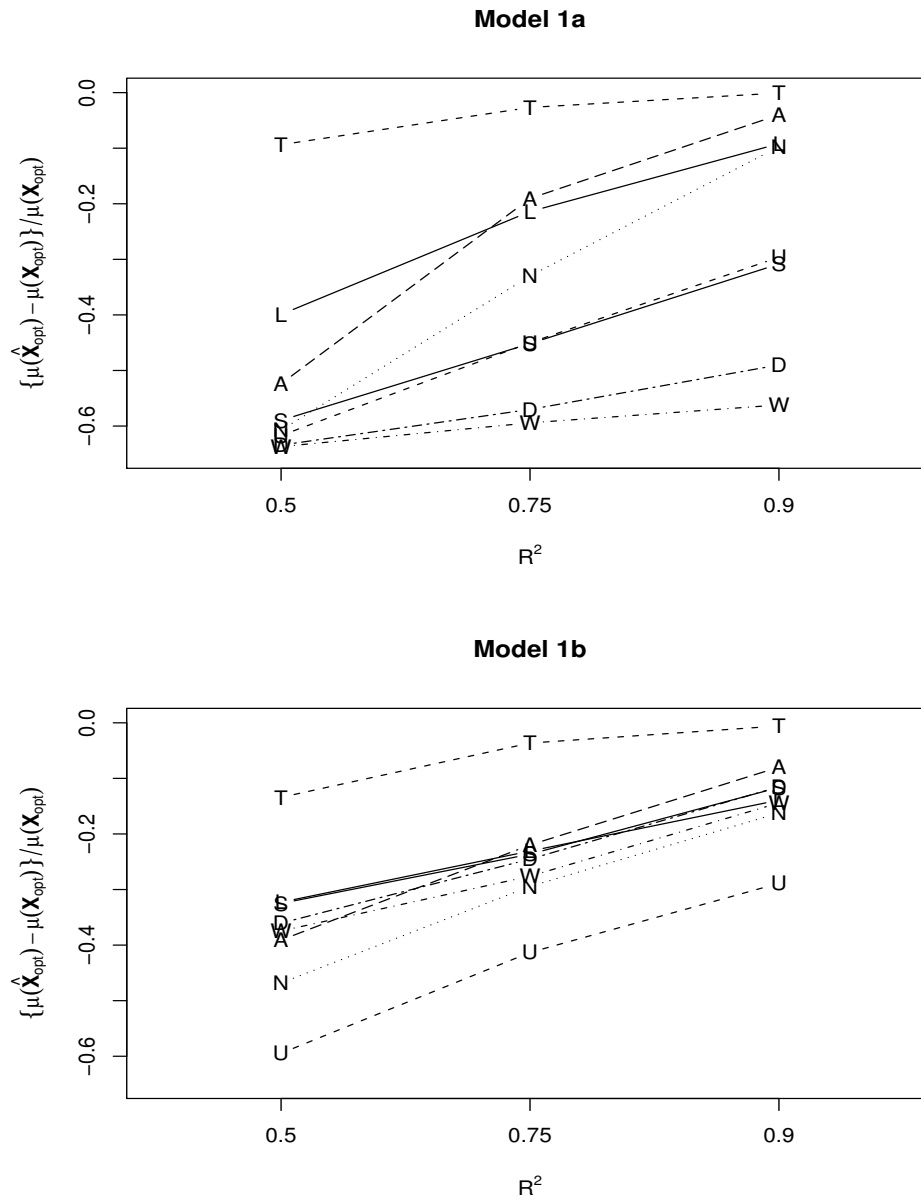 Model 1a
{μ(X̂opt) − μ(Xopt)} / μ(Xopt)
0.0
−0.2
−0.4
−0.6
T T T
A A A
L L L
N N N
U U U
S S S
D D D
W W W
0.5 0.75 0.9
R²
Model 1b
{μ(X̂opt) − μ(Xopt)} / μ(Xopt)
0.0
−0.2
−0.4
−0.6
T T T
L L L
S S S
D D D
W W W
A A A
N N N
U U U
0.5 0.75 0.9
R²